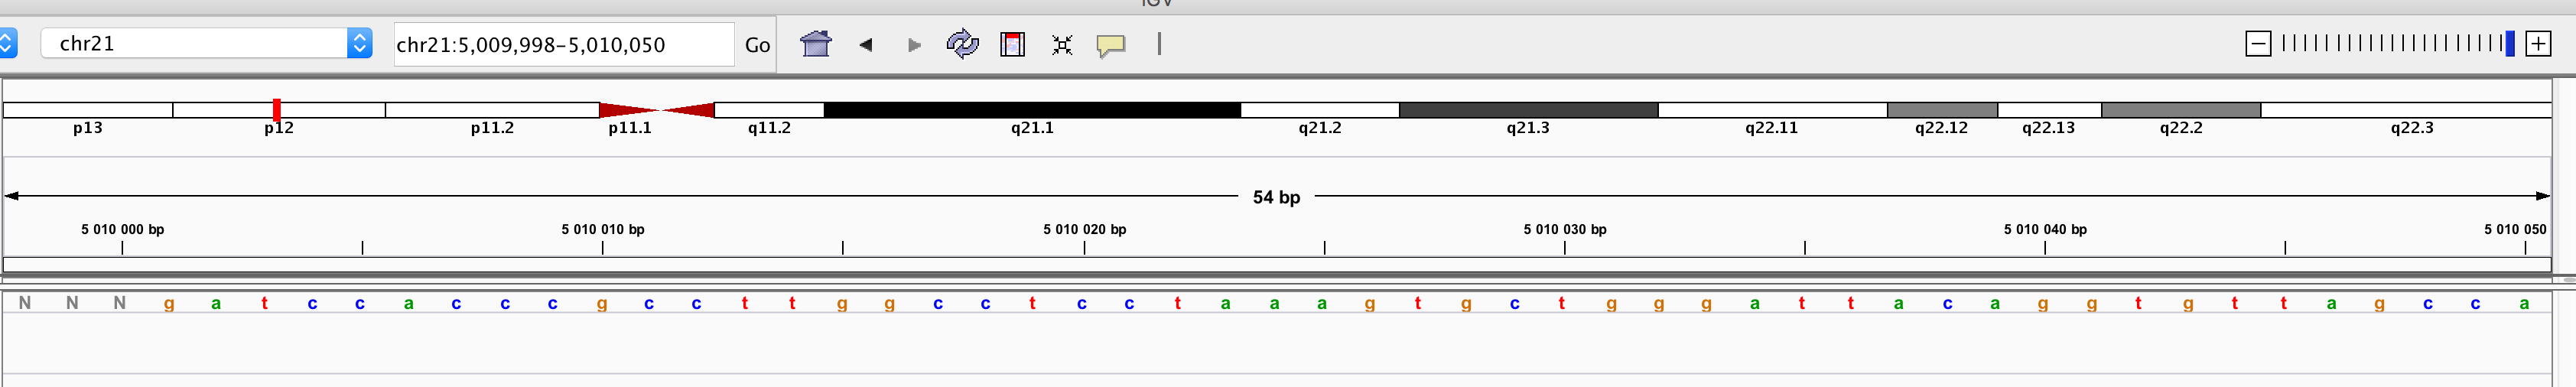 IGV
chr21 chr21:5,009,998-5,010,050 Go
p13 p12 p11.2 p11.1 q11.2 q21.1 q21.2 q21.3 q22.11 q22.12 q22.13 q22.2 q22.3
54 bp
5 010 000 bp 5 010 010 bp 5 010 020 bp 5 010 030 bp 5 010 040 bp 5 010 050
N N N g a t c c a c c c g c c t t g g c c t c c t a a a g t g c t g g g a t t a c a g g t g t t a g c c a